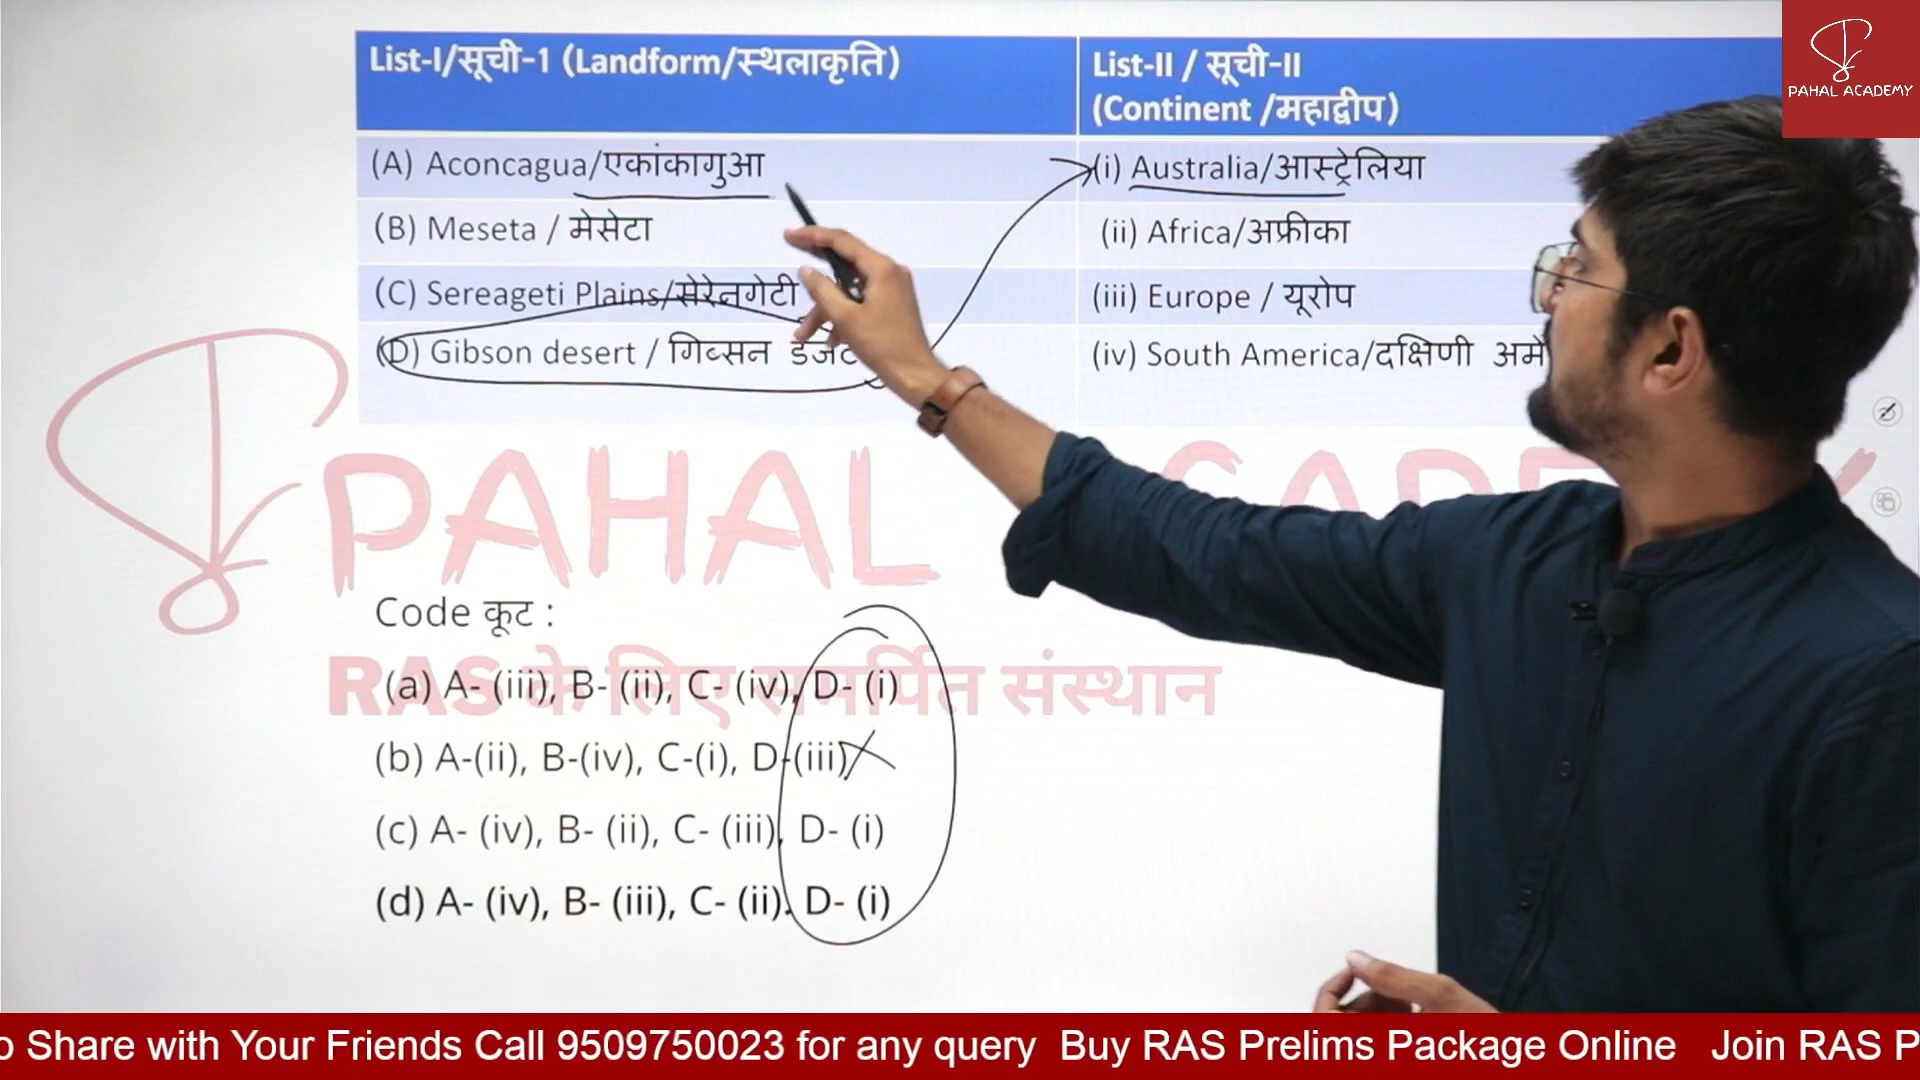 List-I/सूची-1 (Landform/स्थलाकृति)
List-II / सूची-II
(Continent /महाद्वीप)
(A) Aconcagua/एकांकागुआ
(i) Australia/आस्ट्रेलिया
(B) Meseta / मेसेटा
(ii) Africa/अफ्रीका
(C) Sereageti Plains/सेरेनगेटी
(iii) Europe / यूरोप
(D) Gibson desert / गिब्सन
(iv) South America/दक्षिणी
PAHAL ACADEMY
PAHAL
Code कूट :
RAS के लिए समर्पित संस्थान
(a) A- (iii), B- (ii), C- (iv), D- (i)
(b) A-(ii), B-(iv), C-(i), D-(iii)
(c) A- (iv), B- (ii), C- (iii), D- (i)
(d) A- (iv), B- (iii), C- (ii). D- (i)
o Share with Your Friends Call 9509750023 for any query Buy RAS Prelims Package Online Join RAS P